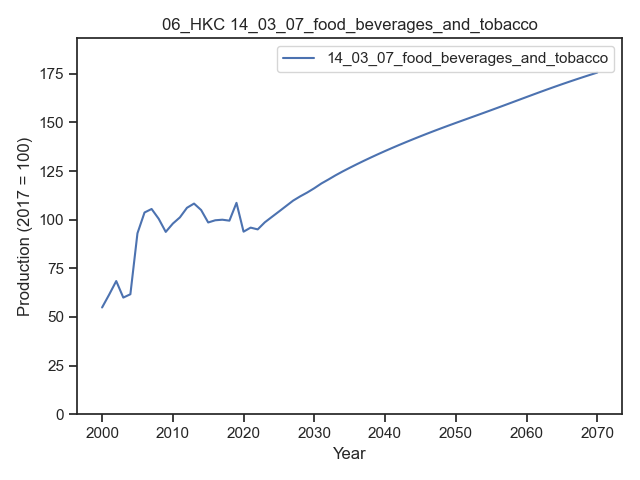 06_HKC 14_03_07_food_beverages_and_tobacco
14_03_07_food_beverages_and_tobacco
Production (2017 = 100)
175
150
125
100
75
50
25
0
2000 2010 2020 2030 2040 2050 2060 2070
Year